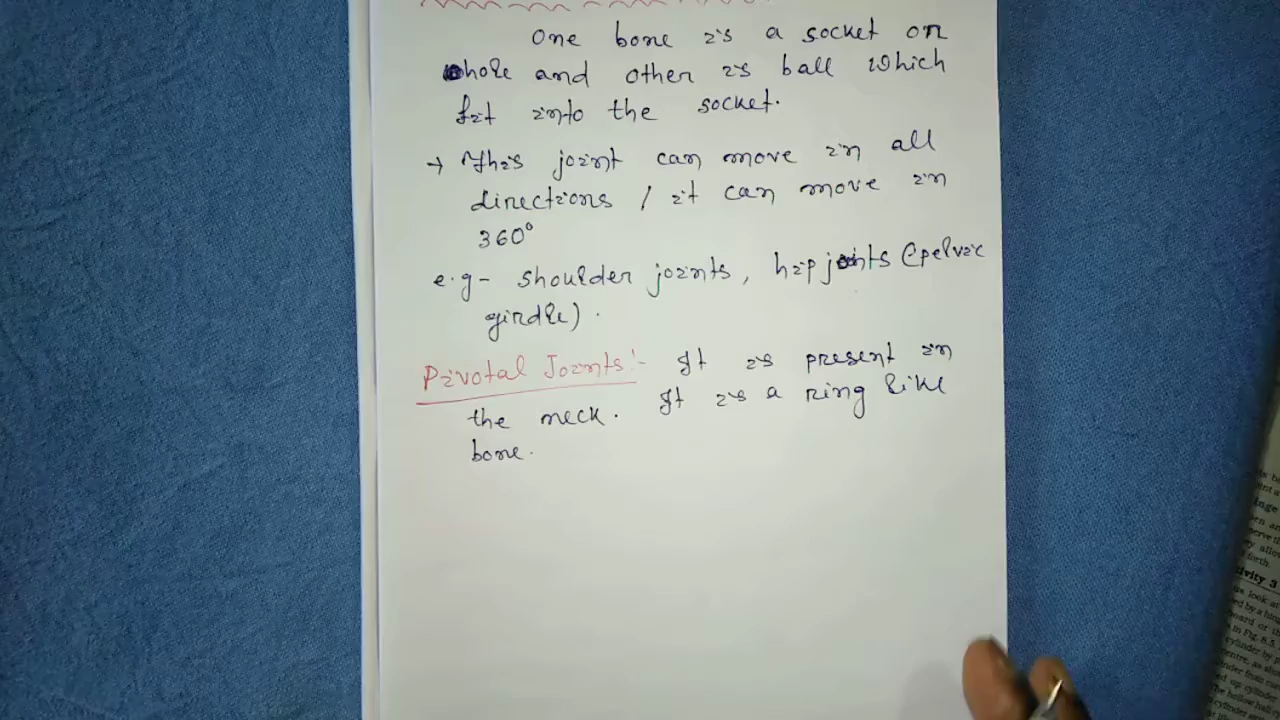 One bone is a socket or
hole and other is ball which
fit into the socket.
→ This joint can move in all
directions / it can move in
360°
e.g- shoulder joints, hip joints (pelvic
girdle).
Pivotal Joints:- It is present in
the neck. It is a ring like
bone.